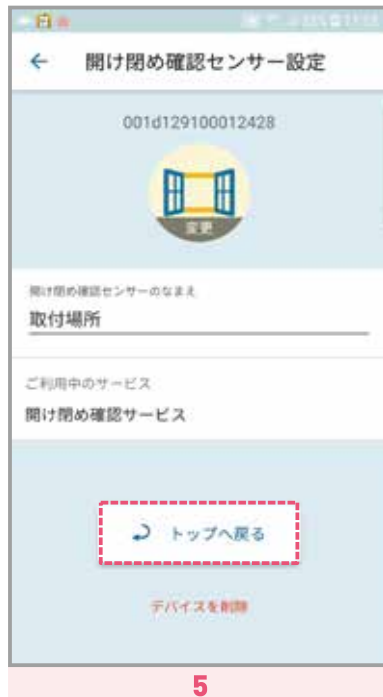 開け閉め確認センサー設定
001d129100012428
変更
開け閉め確認センサーのなまえ
取付場所
ご利用中のサービス
開け閉め確認サービス
トップへ戻る
デバイスを削除
5